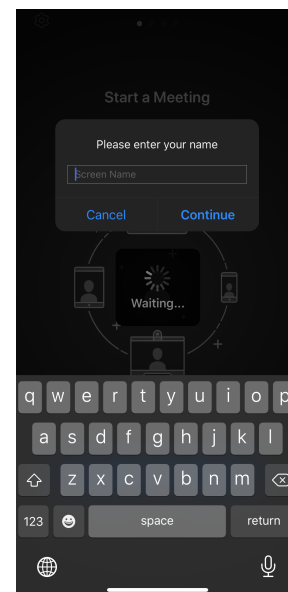 Start a Meeting
Please enter your name
Screen Name
Cancel Continue
Waiting...
q w e r t y u i o p
a s d f g h j k l
z x c v b n m
123 space return